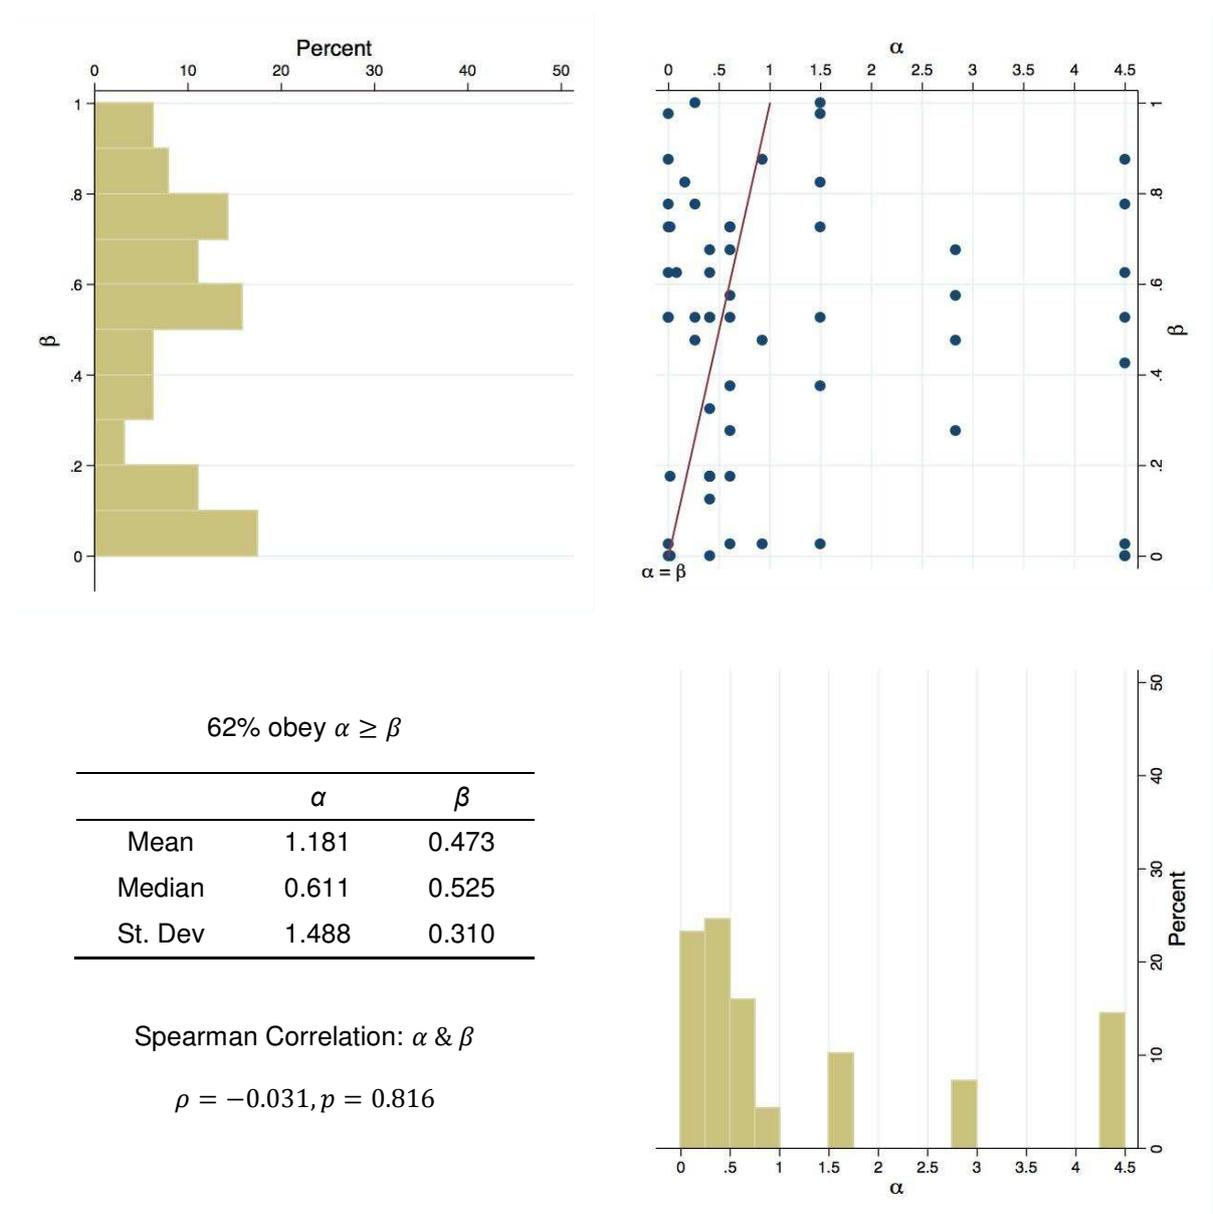 Percent
0 10 20 30 40 50
1
.8
.6
.4
.2
0
β
α
0 .5 1 1.5 2 2.5 3 3.5 4 4.5
1
.8
.6
.4
.2
0
β
α = β
62% obey α ≥ β
α β
Mean 1.181 0.473
Median 0.611 0.525
St. Dev 1.488 0.310
Spearman Correlation: α & β
ρ = −0.031, p = 0.816
50
40
30
20
10
0
Percent
0 .5 1 1.5 2 2.5 3 3.5 4 4.5
α